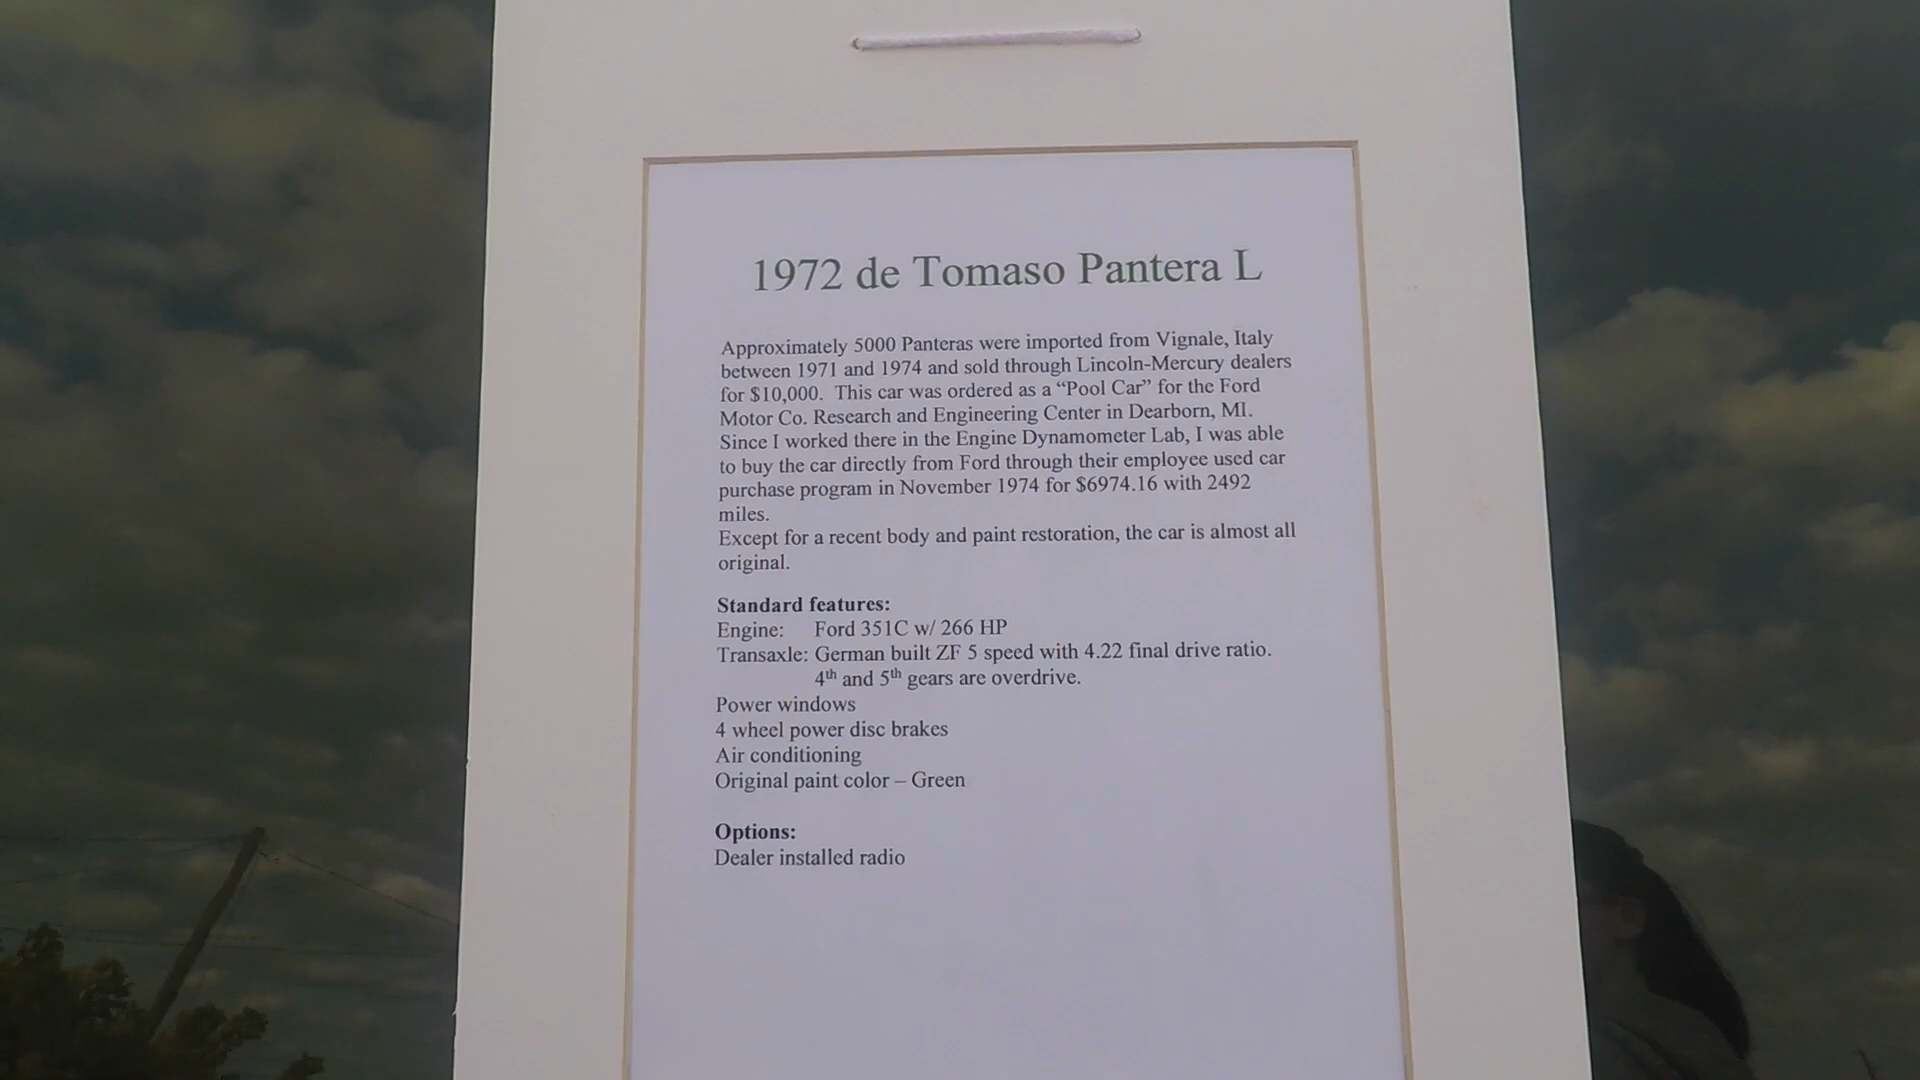 1972 de Tomaso Pantera L
Approximately 5000 Panteras were imported from Vignale, Italy
between 1971 and 1974 and sold through Lincoln-Mercury dealers
for $10,000. This car was ordered as a “Pool Car” for the Ford
Motor Co. Research and Engineering Center in Dearborn, MI.
Since I worked there in the Engine Dynamometer Lab, I was able
to buy the car directly from Ford through their employee used car
purchase program in November 1974 for $6974.16 with 2492
miles.
Except for a recent body and paint restoration, the car is almost all
original.
Standard features:
Engine: Ford 351C w/ 266 HP
Transaxle: German built ZF 5 speed with 4.22 final drive ratio.
4th and 5th gears are overdrive.
Power windows
4 wheel power disc brakes
Air conditioning
Original paint color – Green
Options:
Dealer installed radio